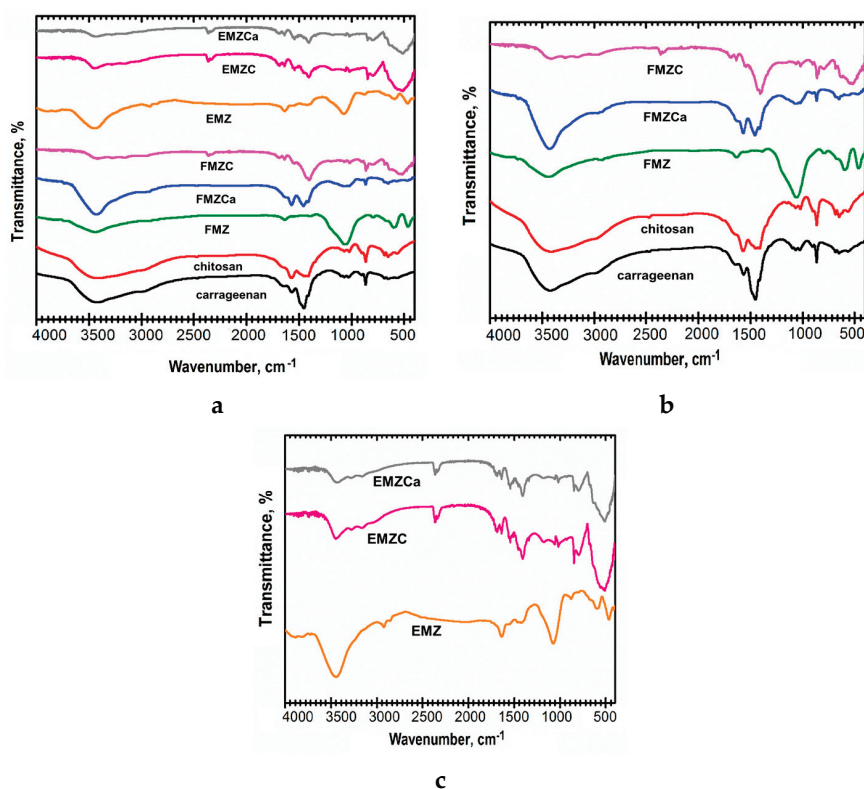 EMZCa
EMZC
EMZ
FMZC
FMZCa
FMZ
chitosan
carrageenan
Transmittance, %
4000 3500 3000 2500 2000 1500 1000 500
Wavenumber, cm-1
a
FMZC
FMZCa
FMZ
chitosan
carrageenan
Transmittance, %
4000 3500 3000 2500 2000 1500 1000 500
Wavenumber, cm-1
b
EMZCa
EMZC
EMZ
Transmittance, %
4000 3500 3000 2500 2000 1500 1000 500
Wavenumber, cm-1
c